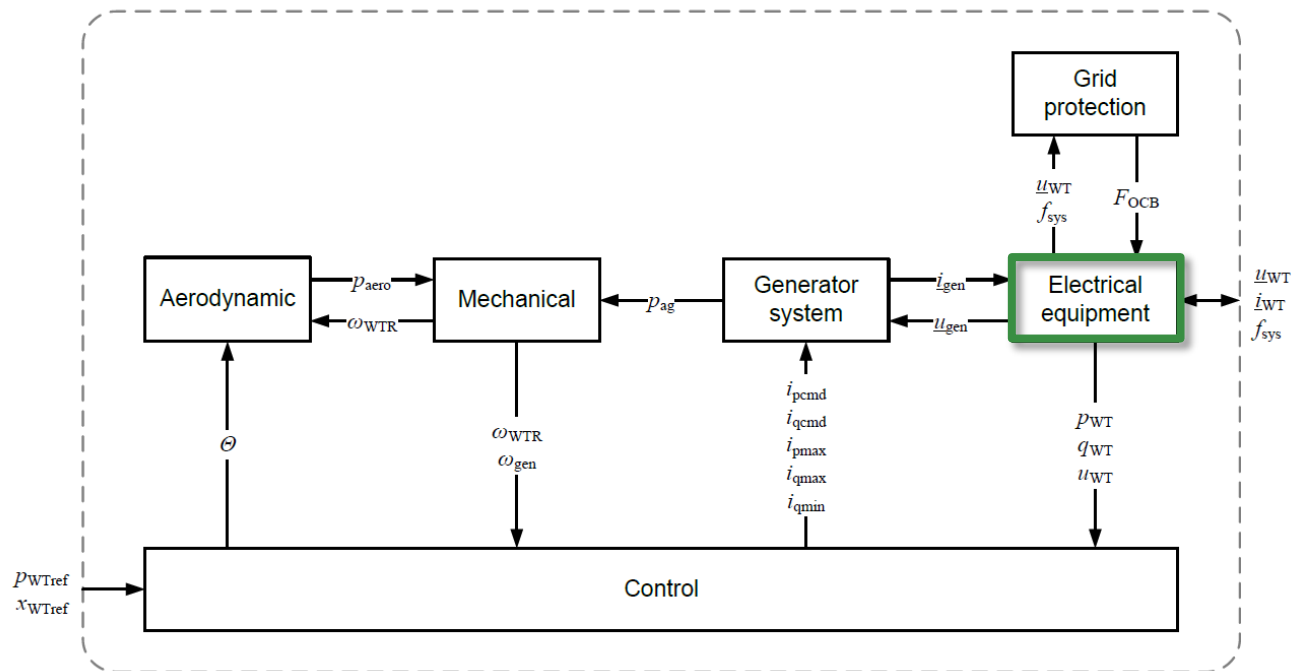 Grid
protection
u_WT
f_sys
F_OCB
Aerodynamic
p_aero
ω_WTR
Mechanical
p_ag
Generator
system
i_gen
u_gen
Electrical
equipment
u_WT
i_WT
f_sys
Θ
ω_WTR
ω_gen
i_pcmd
i_qcmd
i_pmax
i_qmax
i_qmin
p_WT
q_WT
u_WT
p_WTref
x_WTref
Control